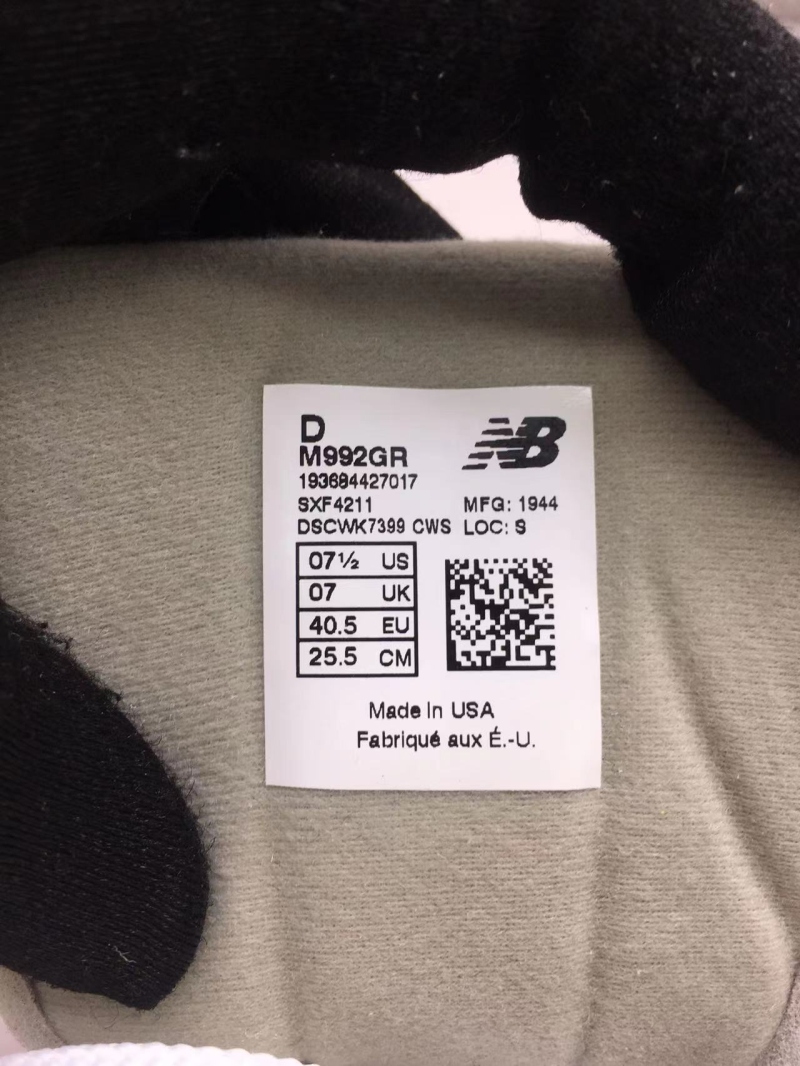 D
M992GR
NB
193684427017
SXF4211 MFG: 1944
DSCWK7399 CWS LOC: S
07½ US
07 UK
40.5 EU
25.5 CM
Made In USA
Fabriqué aux É.-U.